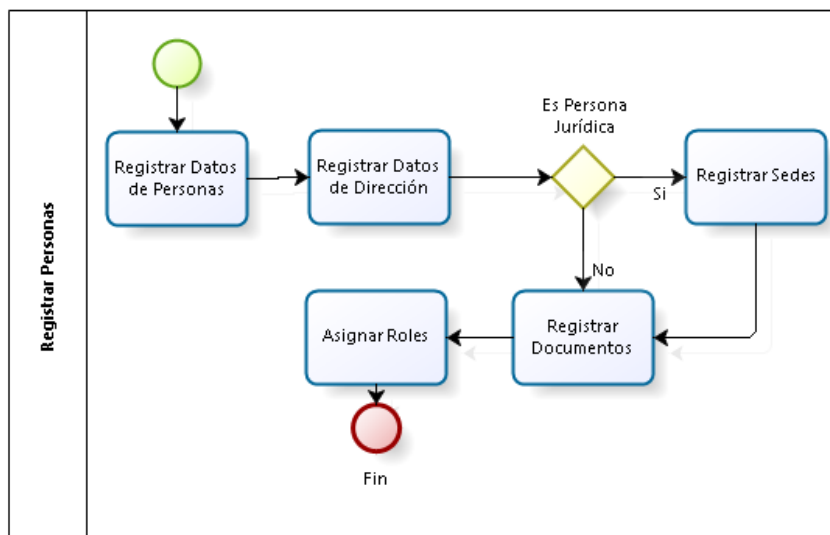 Registrar Personas
Registrar Datos
de Personas
Registrar Datos
de Dirección
Es Persona
Jurídica
Si
Registrar Sedes
No
Registrar
Documentos
Asignar Roles
Fin